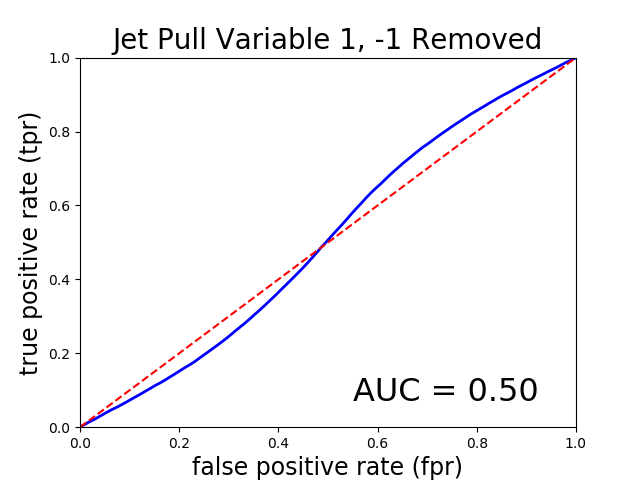 Jet Pull Variable 1, -1 Removed
true positive rate (tpr)
1.0
0.8
0.6
0.4
0.2
0.0
AUC = 0.50
0.0 0.2 0.4 0.6 0.8 1.0
false positive rate (fpr)